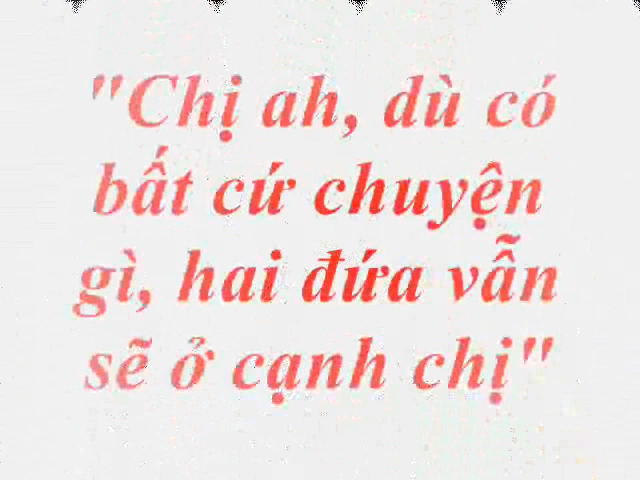 "Chị ah, dù có
bất cứ chuyện
gì, hai đứa vẫn
sẽ ở cạnh chị"